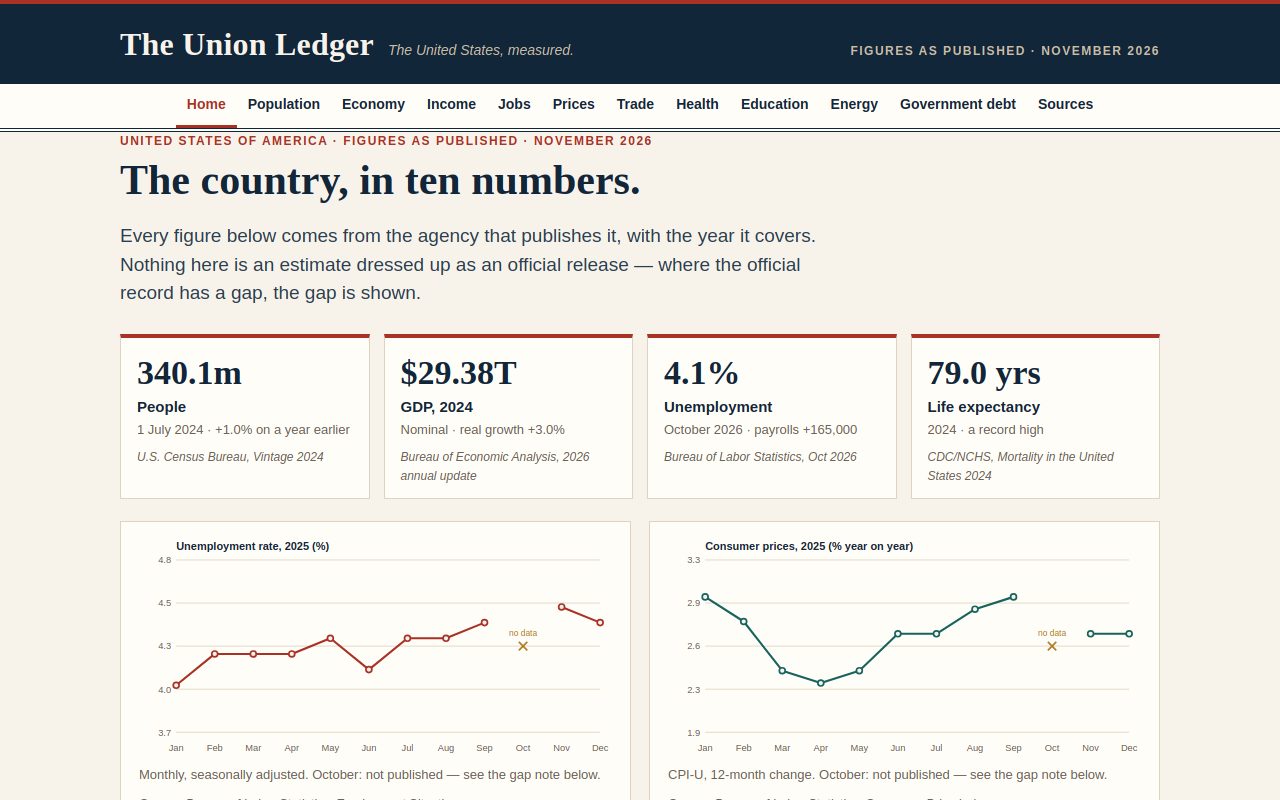 The Union Ledger The United States, measured. FIGURES AS PUBLISHED · NOVEMBER 2026
Home Population Economy Income Jobs Prices Trade Health Education Energy Government debt Sources
UNITED STATES OF AMERICA · FIGURES AS PUBLISHED · NOVEMBER 2026
The country, in ten numbers.
Every figure below comes from the agency that publishes it, with the year it covers.
Nothing here is an estimate dressed up as an official release — where the official
record has a gap, the gap is shown.
340.1m
People
1 July 2024 · +1.0% on a year earlier
U.S. Census Bureau, Vintage 2024
$29.38T
GDP, 2024
Nominal · real growth +3.0%
Bureau of Economic Analysis, 2026
annual update
4.1%
Unemployment
October 2026 · payrolls +165,000
Bureau of Labor Statistics, Oct 2026
79.0 yrs
Life expectancy
2024 · a record high
CDC/NCHS, Mortality in the United
States 2024
Unemployment rate, 2025 (%)
4.8
4.5
4.3
4.0
3.7
no data
Jan Feb Mar Apr May Jun Jul Aug Sep Oct Nov Dec
Monthly, seasonally adjusted. October: not published — see the gap note below.
Consumer prices, 2025 (% year on year)
3.3
2.9
2.6
2.3
1.9
no data
Jan Feb Mar Apr May Jun Jul Aug Sep Oct Nov Dec
CPI-U, 12-month change. October: not published — see the gap note below.